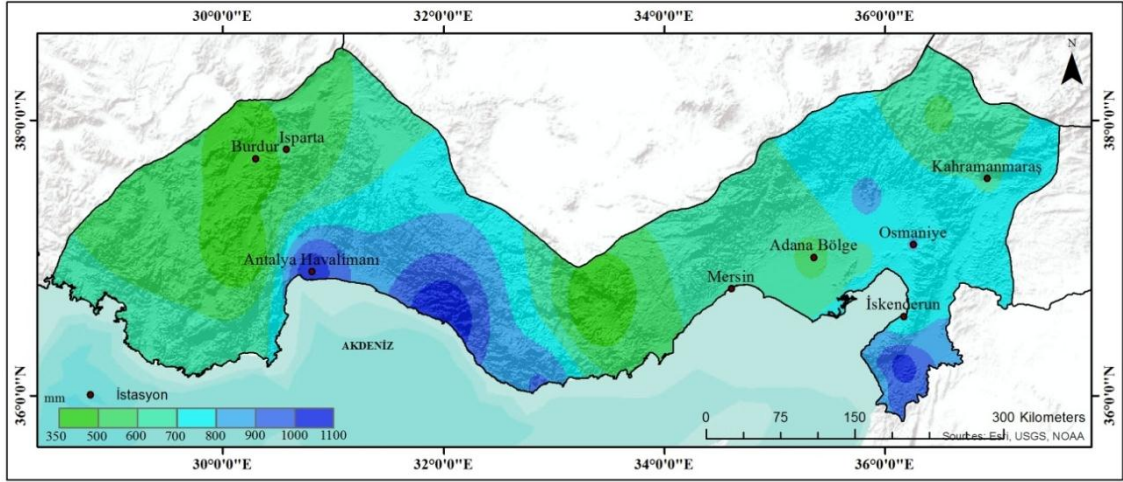 30°0'0"E 32°0'0"E 34°0'0"E 36°0'0"E
N
38°0'0"N 38°0'0"N
Isparta
Burdur
Kahramanmaraş
Osmaniye
Adana Bölge
Antalya Havalimanı
Mersin
İskenderun
AKDENİZ
İstasyon
mm
350 500 600 700 800 900 1000 1100
36°0'0"N 36°0'0"N
0 75 150 300 Kilometers
Sources: Esri, USGS, NOAA
30°0'0"E 32°0'0"E 34°0'0"E 36°0'0"E